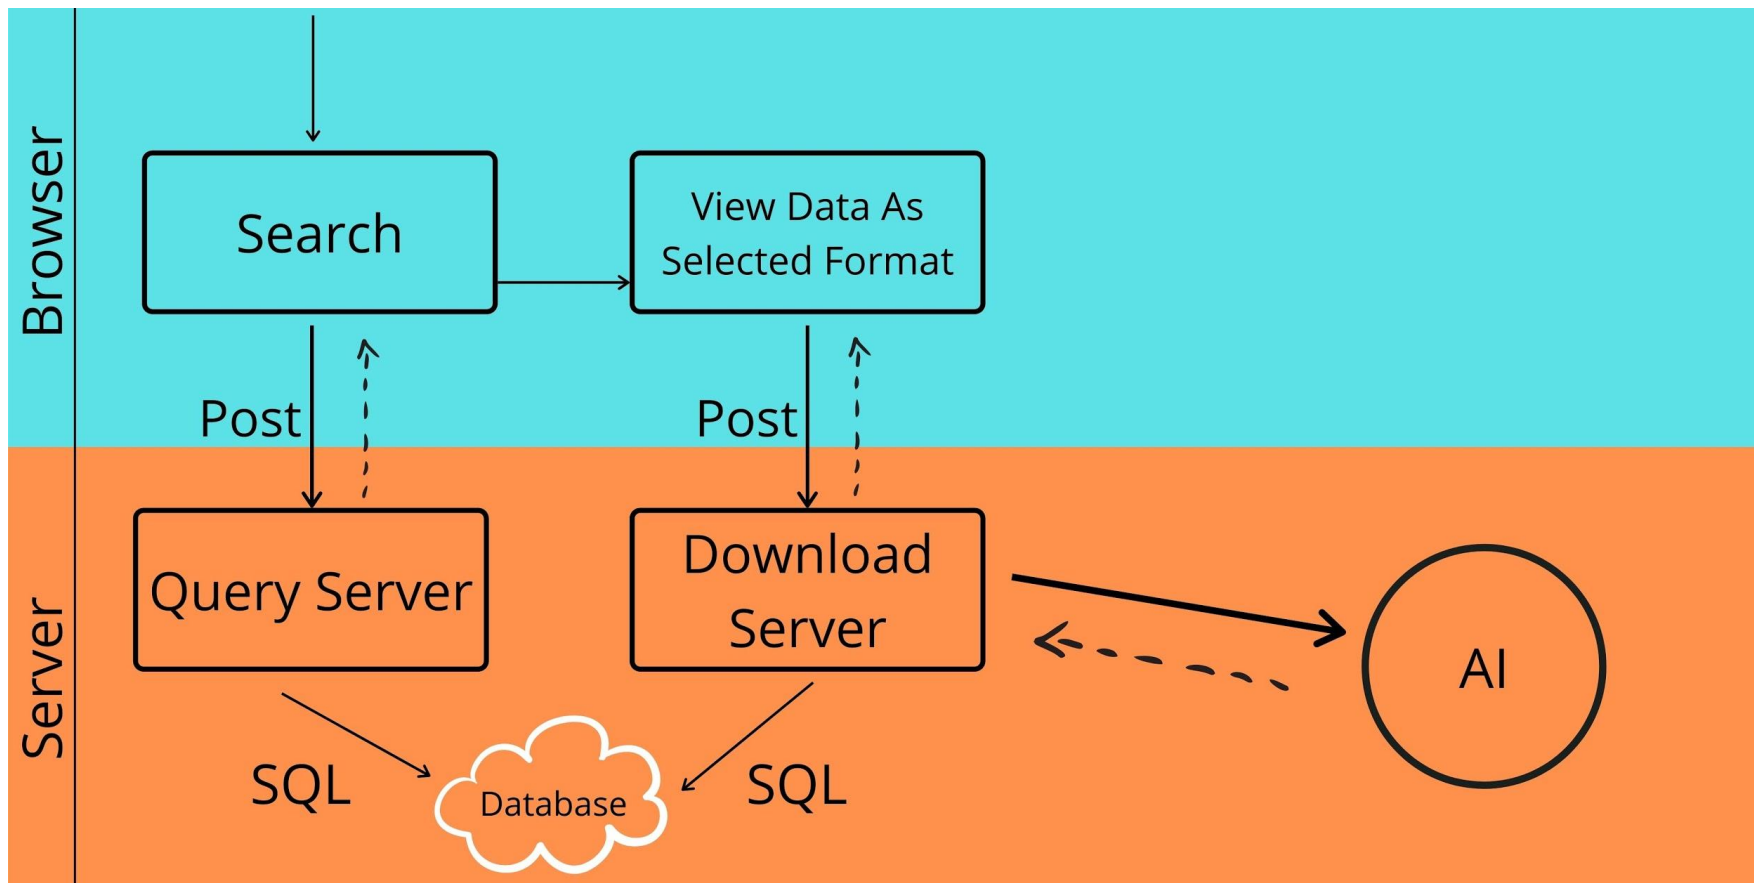 Browser
Search
View Data As
Selected Format
Post
Post
Server
Query Server
Download
Server
AI
SQL
Database
SQL